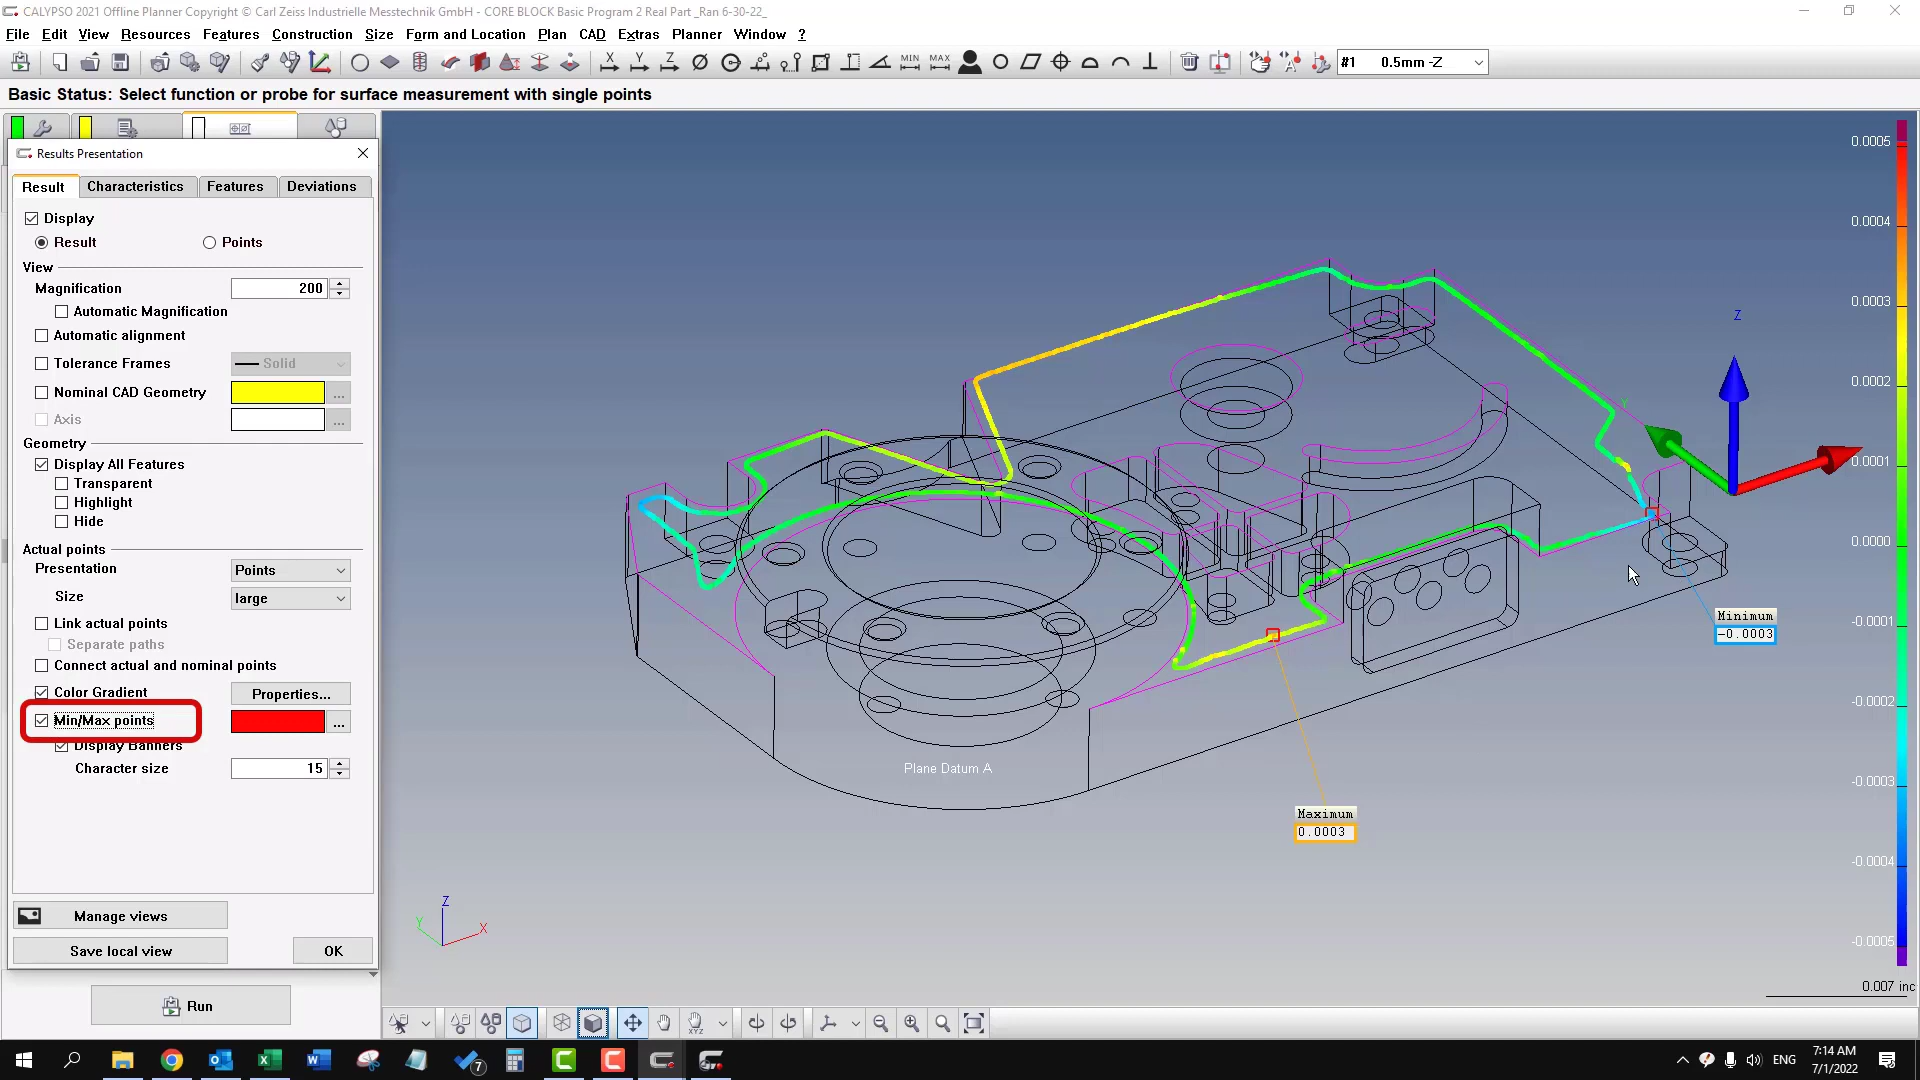 CALYPSO 2021 Offline Planner Copyright © Carl Zeiss Industrielle Messtechnik GmbH - CORE BLOCK Basic Program 2 Real Part _Ran 6-30-22_
File Edit View Resources Features Construction Size Form and Location Plan CAD Extras Planner Window ?
X Y Z MIN MAX #1 0.5mm -Z
Basic Status: Select function or probe for surface measurement with single points
Results Presentation
Result Characteristics Features Deviations
Display
Result Points
View
Magnification 200
Automatic Magnification
Automatic alignment
Tolerance Frames Solid
Nominal CAD Geometry ...
Axis ...
Geometry
Display All Features
Transparent
Highlight
Hide
Actual points
Presentation Points
Size large
Link actual points
Separate paths
Connect actual and nominal points
Color Gradient Properties...
Min/Max points ...
Display Banners
Character size 15
Manage views
Save local view OK
Run
0.0005
0.0004
0.0003
0.0002
0.0001
0.0000
-0.0001
-0.0002
-0.0003
-0.0004
-0.0005
0.007 inc
Z
Y
Minimum
-0.0003
Maximum
0.0003
Plane Datum A
Z
Y
X
XYZ
7
ENG
7:14 AM
7/1/2022